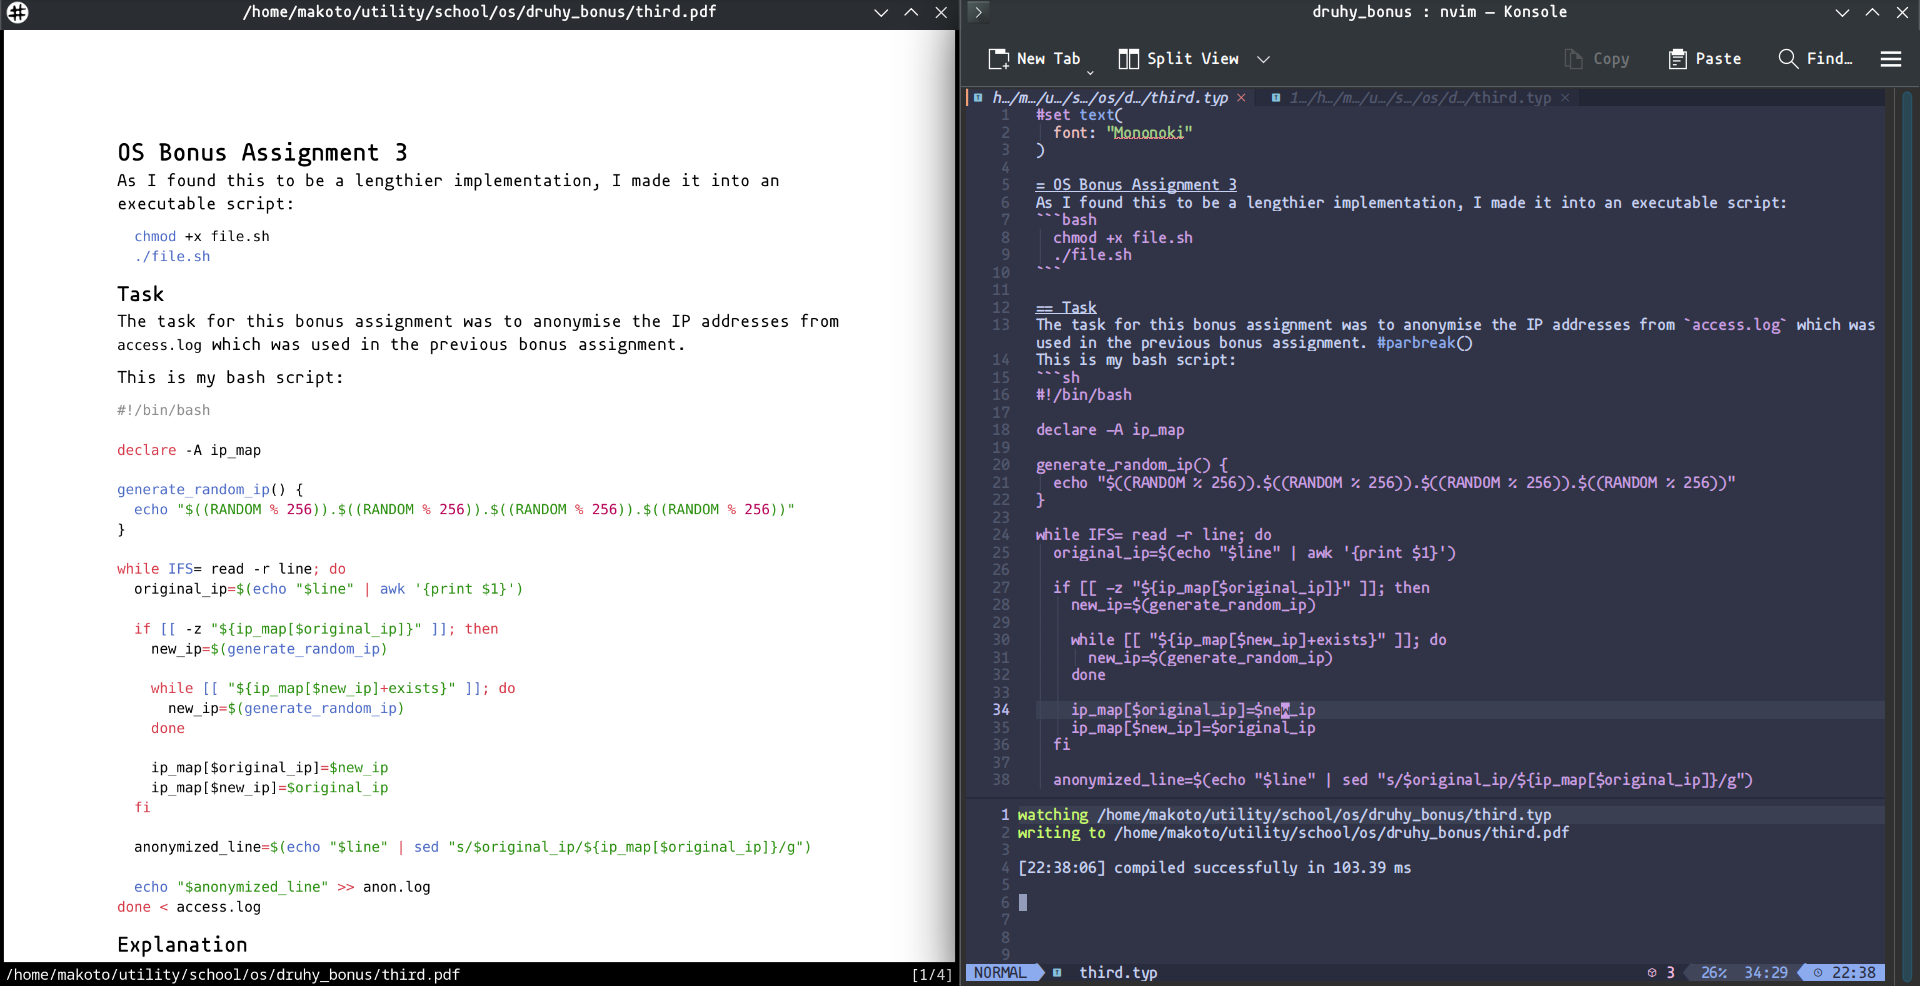 /home/makoto/utility/school/os/druhy_bonus/third.pdf
OS Bonus Assignment 3
As I found this to be a lengthier implementation, I made it into an
executable script:
chmod +x file.sh
./file.sh
Task
The task for this bonus assignment was to anonymise the IP addresses from
access.log which was used in the previous bonus assignment.
This is my bash script:
#!/bin/bash
declare -A ip_map
generate_random_ip() {
echo "$((RANDOM % 256)).$((RANDOM % 256)).$((RANDOM % 256)).$((RANDOM % 256))"
}
while IFS= read -r line; do
original_ip=$(echo "$line" | awk '{print $1}')
if [[ -z "${ip_map[$original_ip]}" ]]; then
new_ip=$(generate_random_ip)
while [[ "${ip_map[$new_ip]+exists}" ]]; do
new_ip=$(generate_random_ip)
done
ip_map[$original_ip]=$new_ip
ip_map[$new_ip]=$original_ip
fi
anonymized_line=$(echo "$line" | sed "s/$original_ip/${ip_map[$original_ip]}/g")
echo "$anonymized_line" >> anon.log
done < access.log
Explanation
/home/makoto/utility/school/os/druhy_bonus/third.pdf [1/4]
druhy_bonus : nvim — Konsole
New Tab Split View Copy Paste Find…
h…/m…/u…/s…/os/d…/third.typ × 1…/h…/m…/u…/s…/os/d…/third.typ ×
1 #set text(
2 font: "Mononoki"
3 )
4
5 = OS Bonus Assignment 3
6 As I found this to be a lengthier implementation, I made it into an executable script:
7 ```bash
8 chmod +x file.sh
9 ./file.sh
10 ```
11
12 == Task
13 The task for this bonus assignment was to anonymise the IP addresses from `access.log` which was
used in the previous bonus assignment. #parbreak()
14 This is my bash script:
15 ```sh
16 #!/bin/bash
17
18 declare -A ip_map
19
20 generate_random_ip() {
21 echo "$((RANDOM % 256)).$((RANDOM % 256)).$((RANDOM % 256)).$((RANDOM % 256))"
22 }
23
24 while IFS= read -r line; do
25 original_ip=$(echo "$line" | awk '{print $1}')
26
27 if [[ -z "${ip_map[$original_ip]}" ]]; then
28 new_ip=$(generate_random_ip)
29
30 while [[ "${ip_map[$new_ip]+exists}" ]]; do
31 new_ip=$(generate_random_ip)
32 done
33
34 ip_map[$original_ip]=$new_ip
35 ip_map[$new_ip]=$original_ip
36 fi
37
38 anonymized_line=$(echo "$line" | sed "s/$original_ip/${ip_map[$original_ip]}/g")
1 watching /home/makoto/utility/school/os/druhy_bonus/third.typ
2 writing to /home/makoto/utility/school/os/druhy_bonus/third.pdf
3
4 [22:38:06] compiled successfully in 103.39 ms
5
6
7
8
9
NORMAL third.typ 3 26% 34:29 22:38